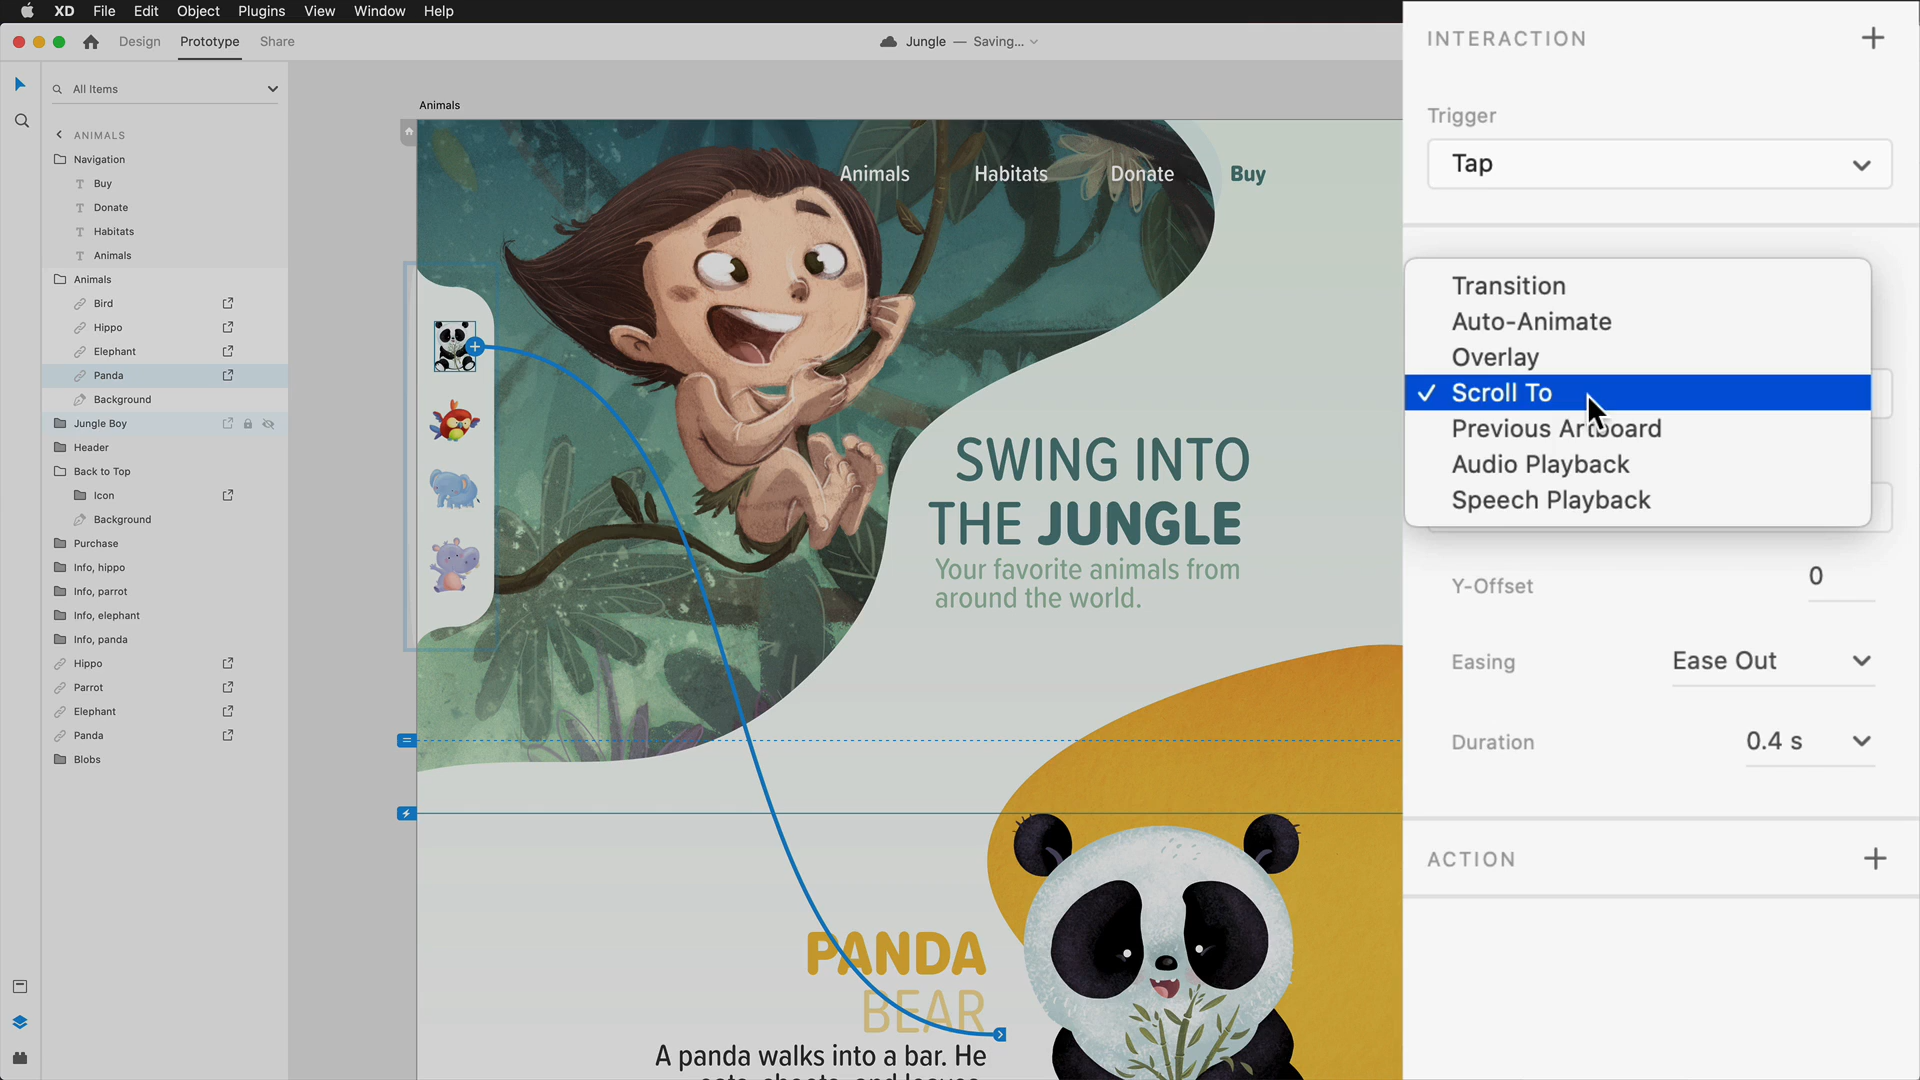 XD File Edit Object Plugins View Window Help
Design Prototype Share
Jungle — Saving...
All Items
ANIMALS
Navigation
Buy
Donate
Habitats
Animals
Animals
Bird
Hippo
Elephant
Panda
Background
Jungle Boy
Header
Back to Top
Icon
Background
Purchase
Info, hippo
Info, parrot
Info, elephant
Info, panda
Hippo
Parrot
Elephant
Panda
Blobs
Animals
Animals Habitats Donate Buy
SWING INTO
THE JUNGLE
Your favorite animals from
around the world.
PANDA
BEAR
A panda walks into a bar. He
eats, shoots, and leaves.
INTERACTION
Trigger
Tap
Transition
Auto-Animate
Overlay
Scroll To
Previous Artboard
Audio Playback
Speech Playback
Y-Offset 0
Easing Ease Out
Duration 0.4 s
ACTION